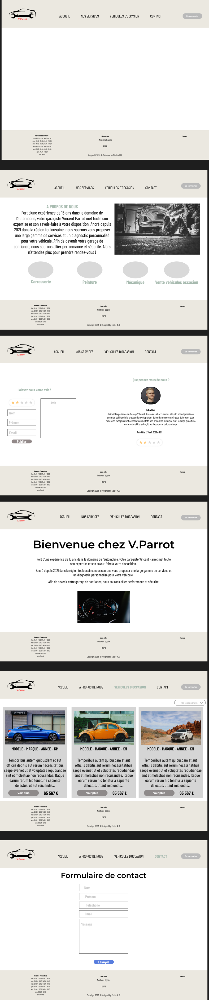 V.Parrot
ACCUEIL NOS SERVICES VEHICULES D'OCCASION CONTACT
Se connecter
Horaires d'ouverture
lun: 09:00 - 12:00, 14:00 - 18:00
mar: 09:00 - 12:00, 14:00 - 18:00
mer: 09:00 - 12:00, 14:00 - 18:00
jeu: 09:00 - 12:00, 14:00 - 18:00
ven: 09:00 - 12:00, 14:00 - 18:00
sam: 09:00 - 12:00
dim: fermé
Liens utiles
Mentions légales
RGPD
Copyright 2023 & Designed by Elodie ALIX
Contact
V.Parrot
ACCUEIL NOS SERVICES VEHICULES D'OCCASION CONTACT
Se connecter
A PROPOS DE NOUS
Fort d'une expérience de 15 ans dans le domaine de
l'automobile, votre garagiste Vincent Parrot met toute son
expertise et son savoir-faire à votre disposition. Ancré depuis
2021 dans la région toulousaine, nous saurons vous proposer
une large gamme de services et un diagnostic personnalisé
pour votre véhicule. Afin de devenir votre garage de
confiance, nous saurons allier performance et sécurité. Alors
n'attendez plus pour prendre rendez-vous !
Carrosserie
Peinture
Mécanique
Vente véhicules occasion
Horaires d'ouverture
lun: 09:00 - 12:00, 14:00 - 18:00
mar: 09:00 - 12:00, 14:00 - 18:00
mer: 09:00 - 12:00, 14:00 - 18:00
jeu: 09:00 - 12:00, 14:00 - 18:00
ven: 09:00 - 12:00, 14:00 - 18:00
sam: 09:00 - 12:00
dim: fermé
Liens utiles
Mentions légales
RGPD
Copyright 2023 & Designed by Elodie ALIX
Contact
V.Parrot
ACCUEIL NOS SERVICES VEHICULES D'OCCASION CONTACT
Se connecter
Laissez nous votre avis !
Nom
Prénom
Email
Publier
Avis
Que pensez-vous de nous ?
John Doe
J'ai fait l'expérience du Garage V.Parrot t vero eos et accusamus et iusto odio dignissimos
ducimus qui blanditiis praesentium voluptatum deleniti atque corrupti quos dolores et quas
molestias excepturi sint occaecati cupiditate non provident, similique sunt in culpa qui officia
deserunt mollitia animi, id est laborum et dolorum fuga.
Publié le 12 Avril 2021 à 15h
Horaires d'ouverture
lun: 09:00 - 12:00, 14:00 - 18:00
mar: 09:00 - 12:00, 14:00 - 18:00
mer: 09:00 - 12:00, 14:00 - 18:00
jeu: 09:00 - 12:00, 14:00 - 18:00
ven: 09:00 - 12:00, 14:00 - 18:00
sam: 09:00 - 12:00
dim: fermé
Liens utiles
Mentions légales
RGPD
Copyright 2023 & Designed by Elodie ALIX
Contact
V.Parrot
ACCUEIL NOS SERVICES VEHICULES D'OCCASION CONTACT
Se connecter
Bienvenue chez V.Parrot
Fort d'une expérience de 15 ans dans le domaine de l'automobile, votre garagiste Vincent Parrot met toute
son expertise et son savoir-faire à votre disposition.
Ancré depuis 2021 dans la région toulousaine, nous saurons vous proposer une large gamme de services et
un diagnostic personnalisé pour votre véhicule.
Afin de devenir votre garage de confiance, nous saurons allier performance et sécurité.
Horaires d'ouverture
lun: 09:00 - 12:00, 14:00 - 18:00
mar: 09:00 - 12:00, 14:00 - 18:00
mer: 09:00 - 12:00, 14:00 - 18:00
jeu: 09:00 - 12:00, 14:00 - 18:00
ven: 09:00 - 12:00, 14:00 - 18:00
sam: 09:00 - 12:00
dim: fermé
Liens utiles
Mentions légales
RGPD
Copyright 2023 & Designed by Elodie ALIX
Contact
V.Parrot
ACCUEIL A PROPOS DE NOUS VEHICULES D'OCCASION CONTACT
Se connecter
Trier les résultats
ENTRANCE
MODELE - MARQUE - ANNEE - KM
Temporibus autem quibusdam et aut
officiis debitis aut rerum necessitatibus
saepe eveniet ut et voluptates repudiandae
sint et molestiae non recusandae. Itaque
earum rerum hic tenetur a sapiente
delectus, ut aut reiciendis...
Voir plus
65 567 €
MODELE - MARQUE - ANNEE - KM
Temporibus autem quibusdam et aut
officiis debitis aut rerum necessitatibus
saepe eveniet ut et voluptates repudiandae
sint et molestiae non recusandae. Itaque
earum rerum hic tenetur a sapiente
delectus, ut aut reiciendis...
Voir plus
65 567 €
MODELE - MARQUE - ANNEE - KM
Temporibus autem quibusdam et aut
officiis debitis aut rerum necessitatibus
saepe eveniet ut et voluptates repudiandae
sint et molestiae non recusandae. Itaque
earum rerum hic tenetur a sapiente
delectus, ut aut reiciendis...
Voir plus
65 567 €
Horaires d'ouverture
lun: 09:00 - 12:00, 14:00 - 18:00
mar: 09:00 - 12:00, 14:00 - 18:00
mer: 09:00 - 12:00, 14:00 - 18:00
jeu: 09:00 - 12:00, 14:00 - 18:00
ven: 09:00 - 12:00, 14:00 - 18:00
sam: 09:00 - 12:00
dim: fermé
Liens utiles
Mentions légales
RGPD
Copyright 2023 & Designed by Elodie ALIX
Contact
V.Parrot
ACCUEIL A PROPOS DE NOUS VEHICULES D'OCCASION CONTACT
Se connecter
Formulaire de contact
Nom
Prénom
Téléphone
Email
Message
Envoyer
Horaires d'ouverture
lun: 09:00 - 12:00, 14:00 - 18:00
mar: 09:00 - 12:00, 14:00 - 18:00
mer: 09:00 - 12:00, 14:00 - 18:00
jeu: 09:00 - 12:00, 14:00 - 18:00
ven: 09:00 - 12:00, 14:00 - 18:00
sam: 09:00 - 12:00
dim: fermé
Liens utiles
Mentions légales
RGPD
Copyright 2023 & Designed by Elodie ALIX
Contact